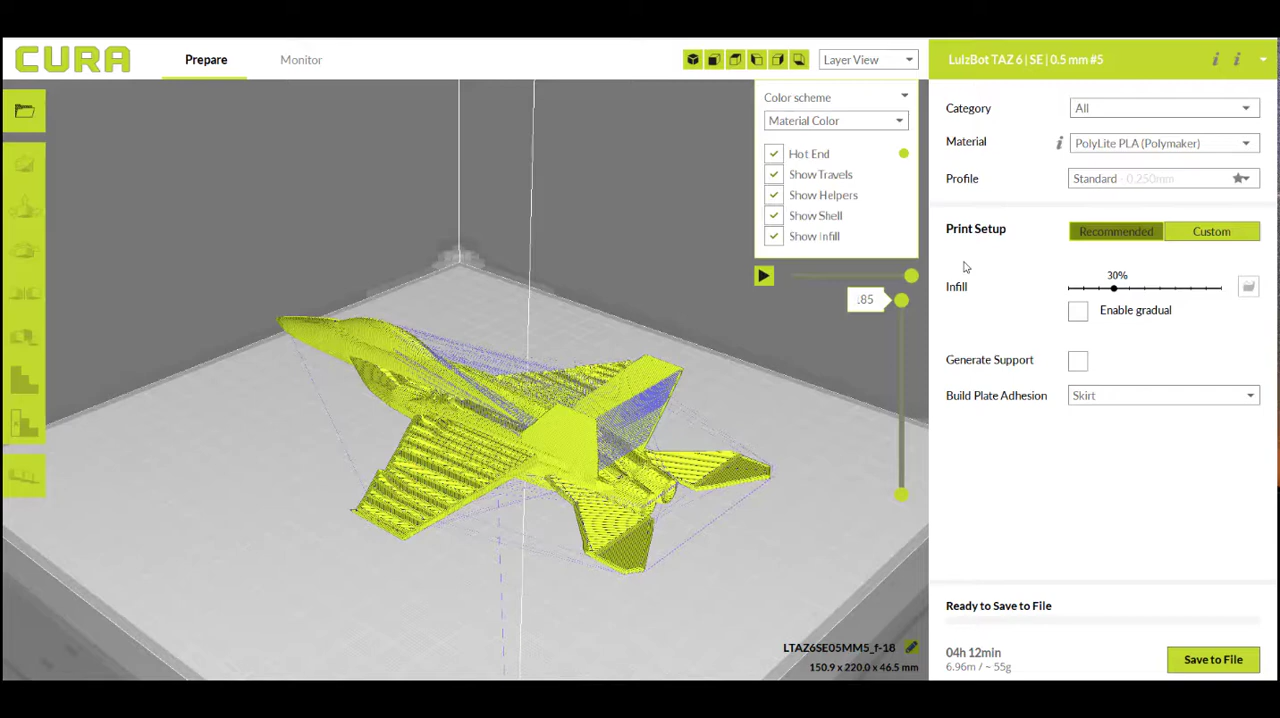 CURA
Prepare
Monitor
Layer View
Color scheme
Material Color
Hot End
Show Travels
Show Helpers
Show Shell
Show Infill
.85
LTAZ6SE05MM5_f-18
150.9 x 220.0 x 46.5 mm
LulzBot TAZ 6 | SE | 0.5 mm #5
Category
All
Material
PolyLite PLA (Polymaker)
Profile
Standard - 0.250mm
Print Setup
Recommended
Custom
Infill
30%
Enable gradual
Generate Support
Build Plate Adhesion
Skirt
Ready to Save to File
04h 12min
6.96m / ~ 55g
Save to File